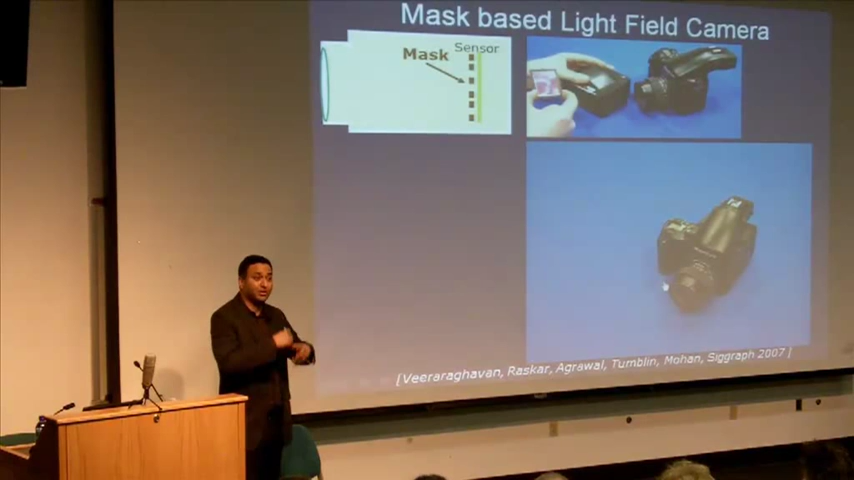 Mask based Light Field Camera
Mask
Sensor
[Veeraraghavan, Raskar, Agrawal, Tumblin, Mohan, Siggraph 2007 ]